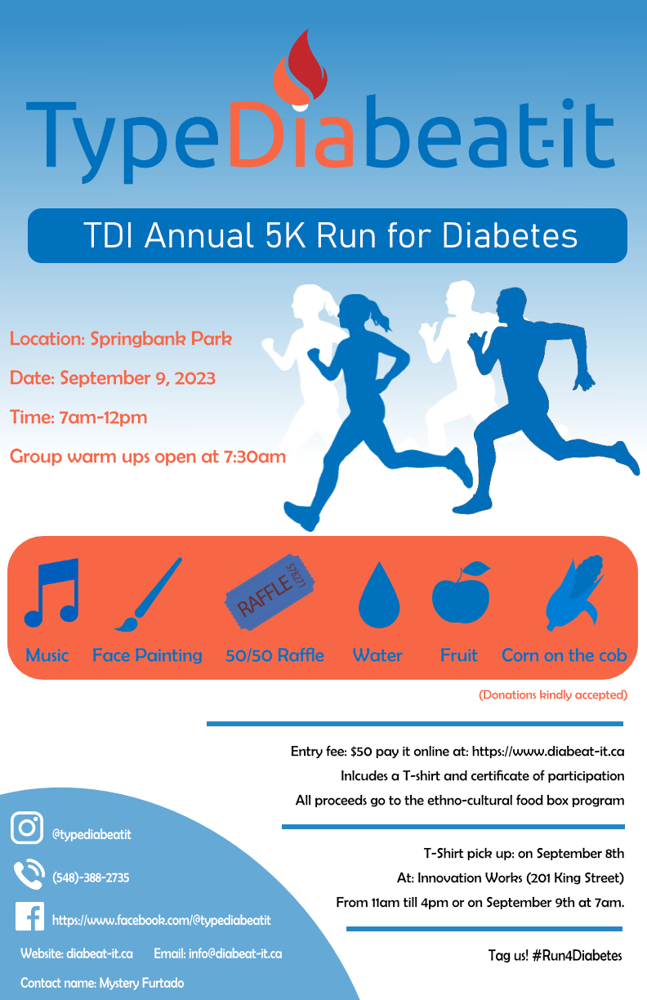 TypeDiabeat-it
TDI Annual 5K Run for Diabetes
Location: Springbank Park
Date: September 9, 2023
Time: 7am-12pm
Group warm ups open at 7:30am
RAFFLE 578271
Music Face Painting 50/50 Raffle Water Fruit Corn on the cob
(Donations kindly accepted)
Entry fee: $50 pay it online at: https://www.diabeat-it.ca
Inlcudes a T-shirt and certificate of participation
All proceeds go to the ethno-cultural food box program
T-Shirt pick up: on September 8th
At: Innovation Works (201 King Street)
From 11am till 4pm or on September 9th at 7am.
Tag us! #Run4Diabetes
@typediabeatit
(548)-388-2735
https://www.facebook.com/@typediabeatit
Website: diabeat-it.ca Email: info@diabeat-it.ca
Contact name: Mystery Furtado